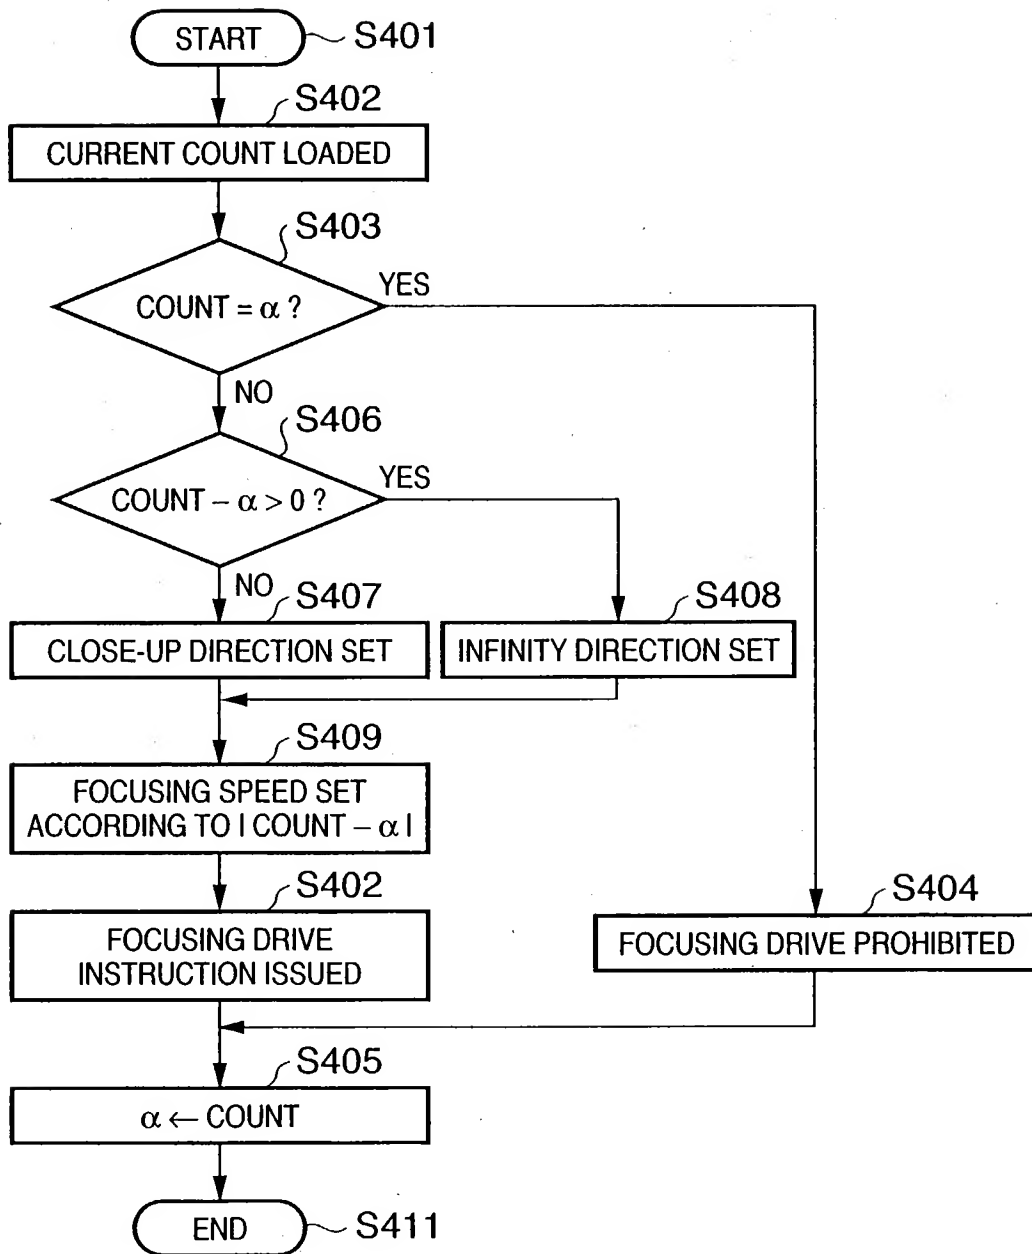 START
S401
S402
CURRENT COUNT LOADED
S403
COUNT = α ?
YES
NO
S406
COUNT – α > 0 ?
YES
NO
S407
CLOSE-UP DIRECTION SET
S408
INFINITY DIRECTION SET
S409
FOCUSING SPEED SET
ACCORDING TO I COUNT – α I
S402
FOCUSING DRIVE
INSTRUCTION ISSUED
S404
FOCUSING DRIVE PROHIBITED
S405
α ← COUNT
END
S411